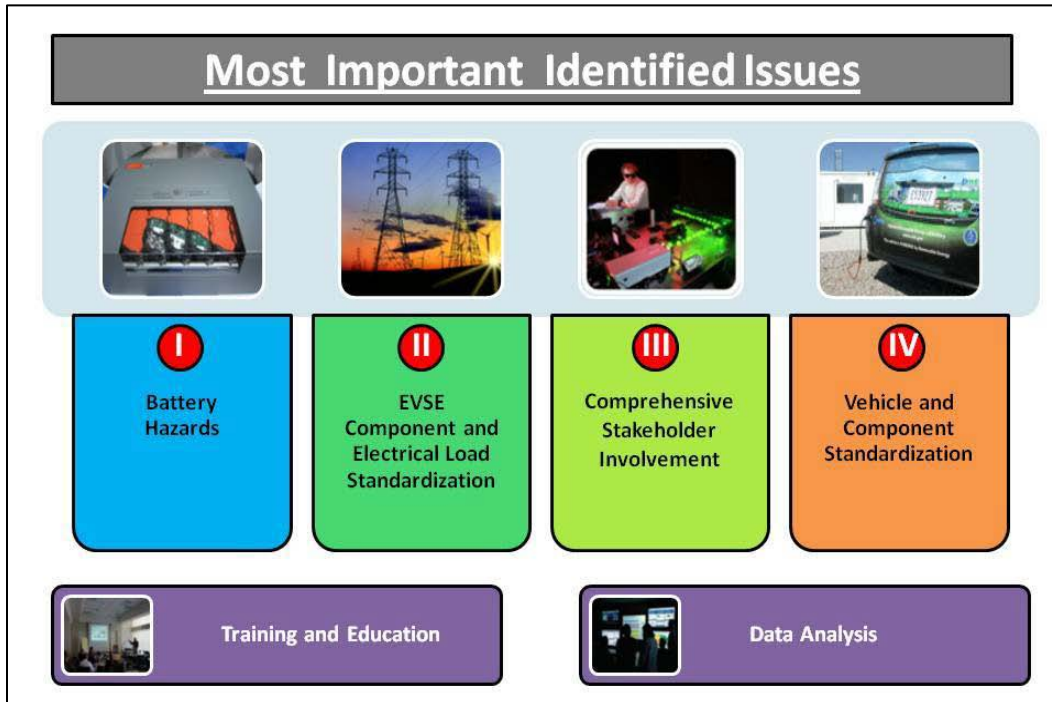 Most Important Identified Issues
I
Battery
Hazards
II
EVSE
Component and
Electrical Load
Standardization
III
Comprehensive
Stakeholder
Involvement
IV
Vehicle and
Component
Standardization
Training and Education
Data Analysis